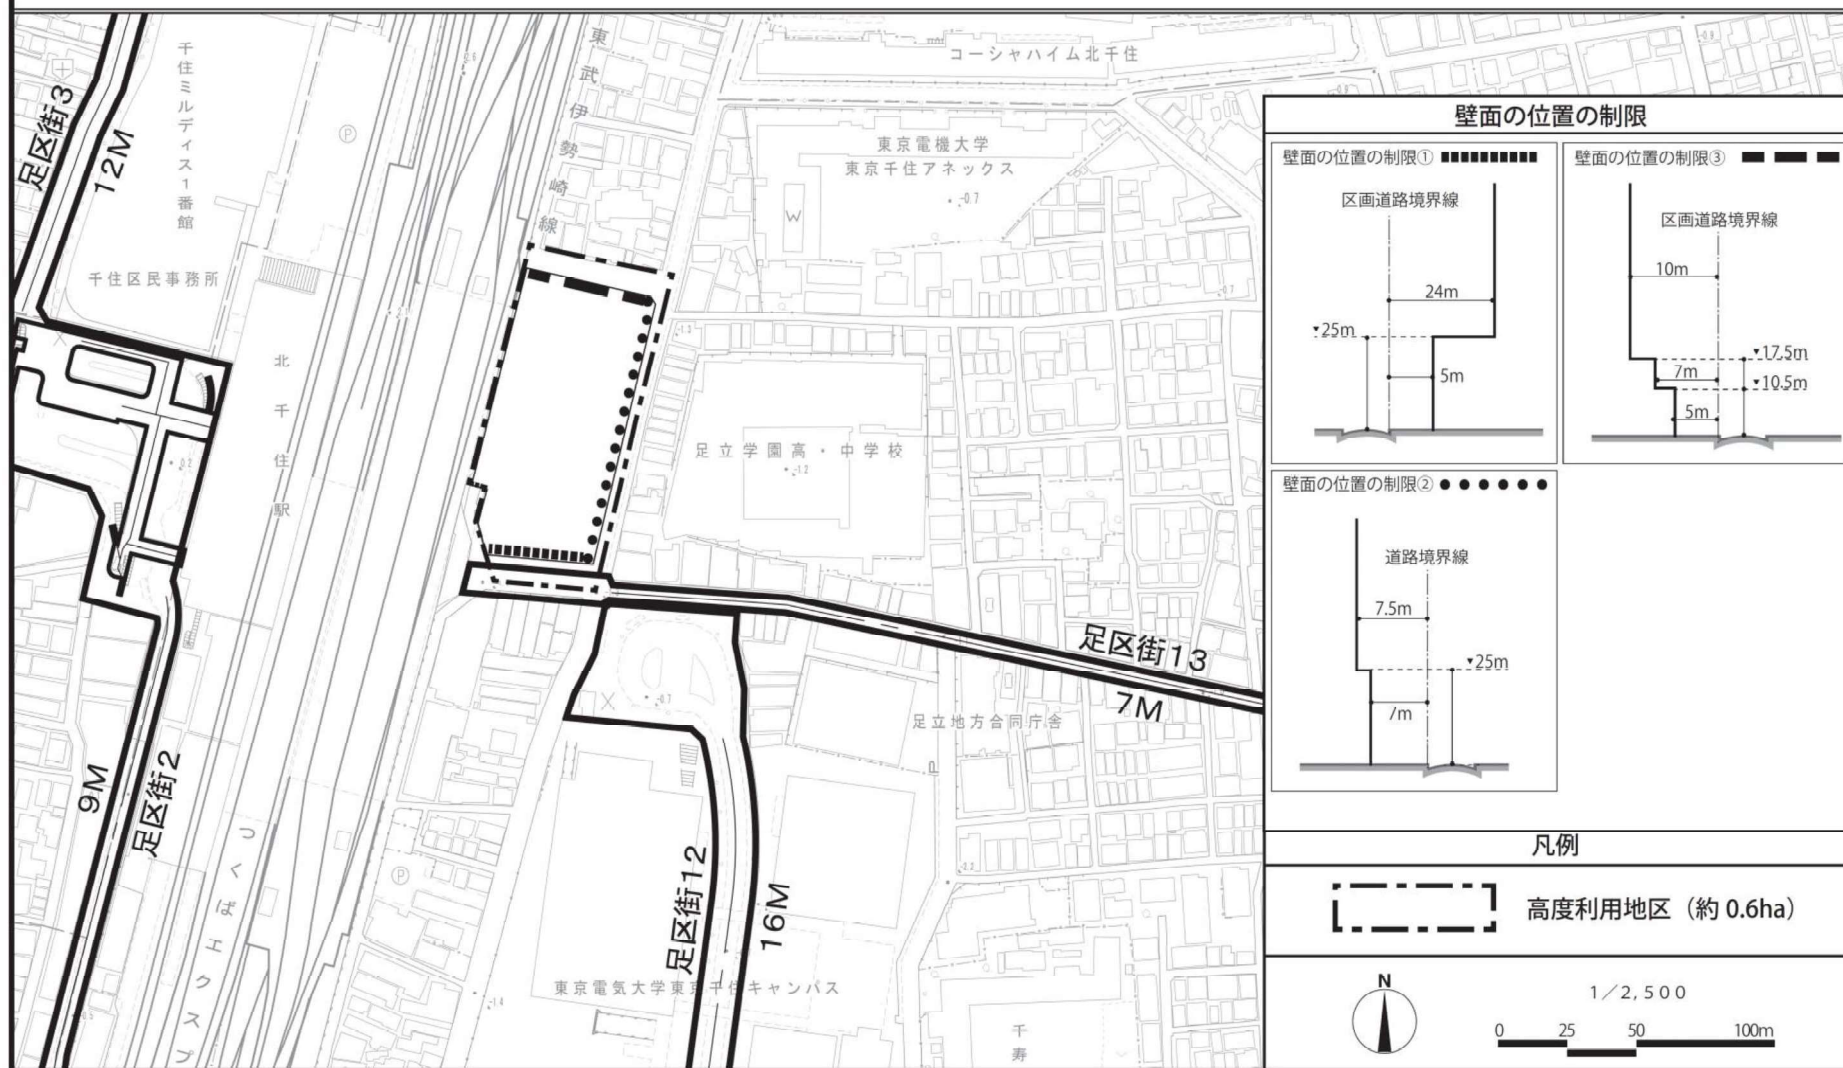 足区街3
12M
千住ミルディス1番館
Ⓟ
千住区民事務所
北千住駅
9M
足区街2
つくばエクスプ
Ⓟ
東武伊勢崎線
コーシャハイム北千住
東京電機大学
東京千住アネックス
-0.7
W
足立学園高・中学校
-1.2
足区街13
7M
足立地方合同庁舎
-0.7
足区街12
16M
東京電気大学東京千住キャンパス
-1.4
千寿
壁面の位置の制限
壁面の位置の制限①
区画道路境界線
24m
▼25m
5m
壁面の位置の制限③
区画道路境界線
10m
▼17.5m
7m
▼10.5m
5m
壁面の位置の制限②
道路境界線
7.5m
▼25m
7m
凡例
高度利用地区（約 0.6ha）
N
1／2,500
0 25 50 100m